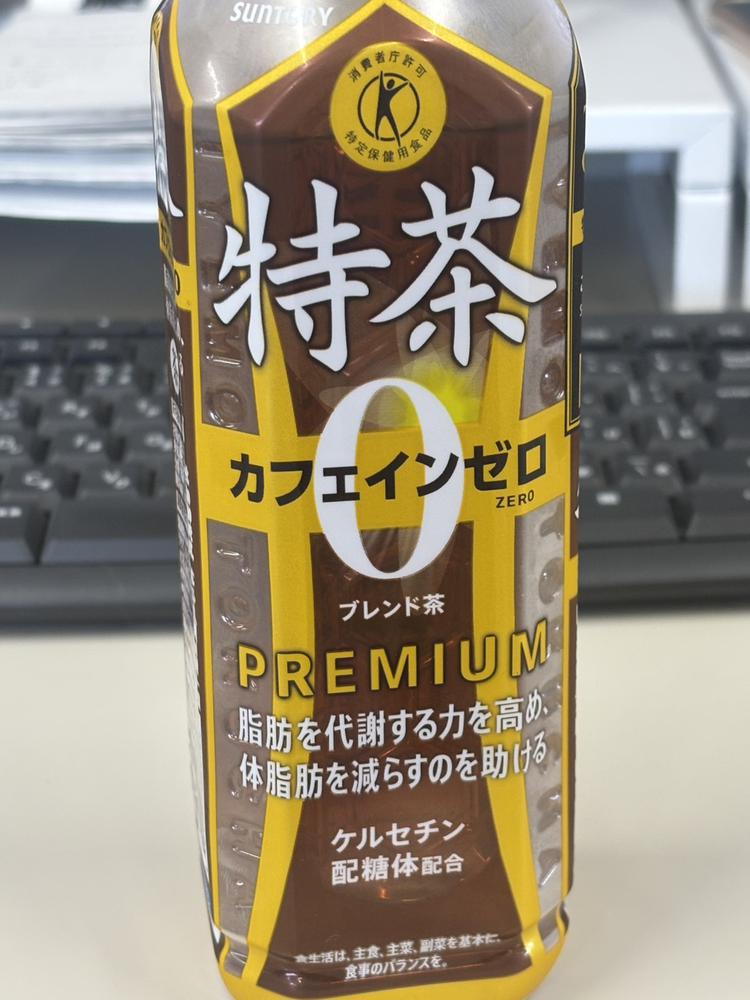 SUNTORY
消費者庁許可
特定保健用食品
特茶
0
カフェインゼロ
ZERO
ブレンド茶
PREMIUM
脂肪を代謝する力を高め、
体脂肪を減らすのを助ける
ケルセチン
配糖体配合
食生活は、主食、主菜、副菜を基本に、
食事のバランスを。